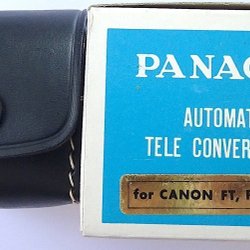 PANAG
AUTOMAT
TELE CONVER
for CANON FT, F